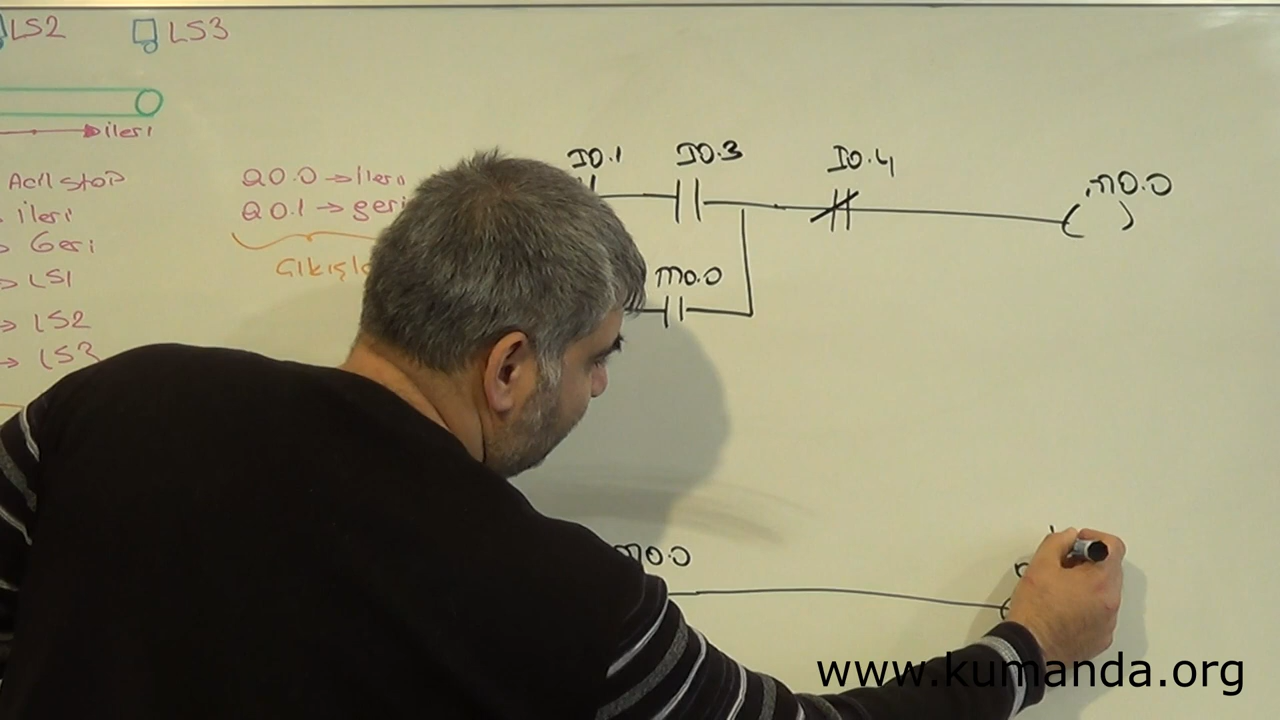 LS2 LS3
ileri
Acil stop
ileri
Geri
LS1
LS2
LS3
Q0.0 → ileri
Q0.1 → geri
I0.1 I0.3 I0.4 m0.0
m0.0
m0.0
www.kumanda.org